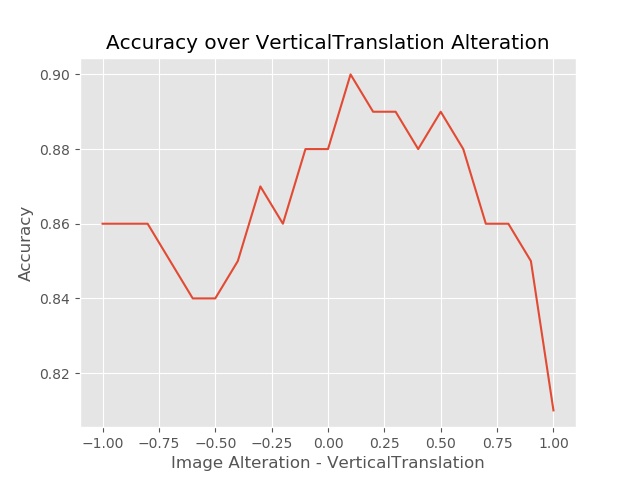 Accuracy over VerticalTranslation Alteration
Accuracy
0.90
0.88
0.86
0.84
0.82
−1.00 −0.75 −0.50 −0.25 0.00 0.25 0.50 0.75 1.00
Image Alteration - VerticalTranslation